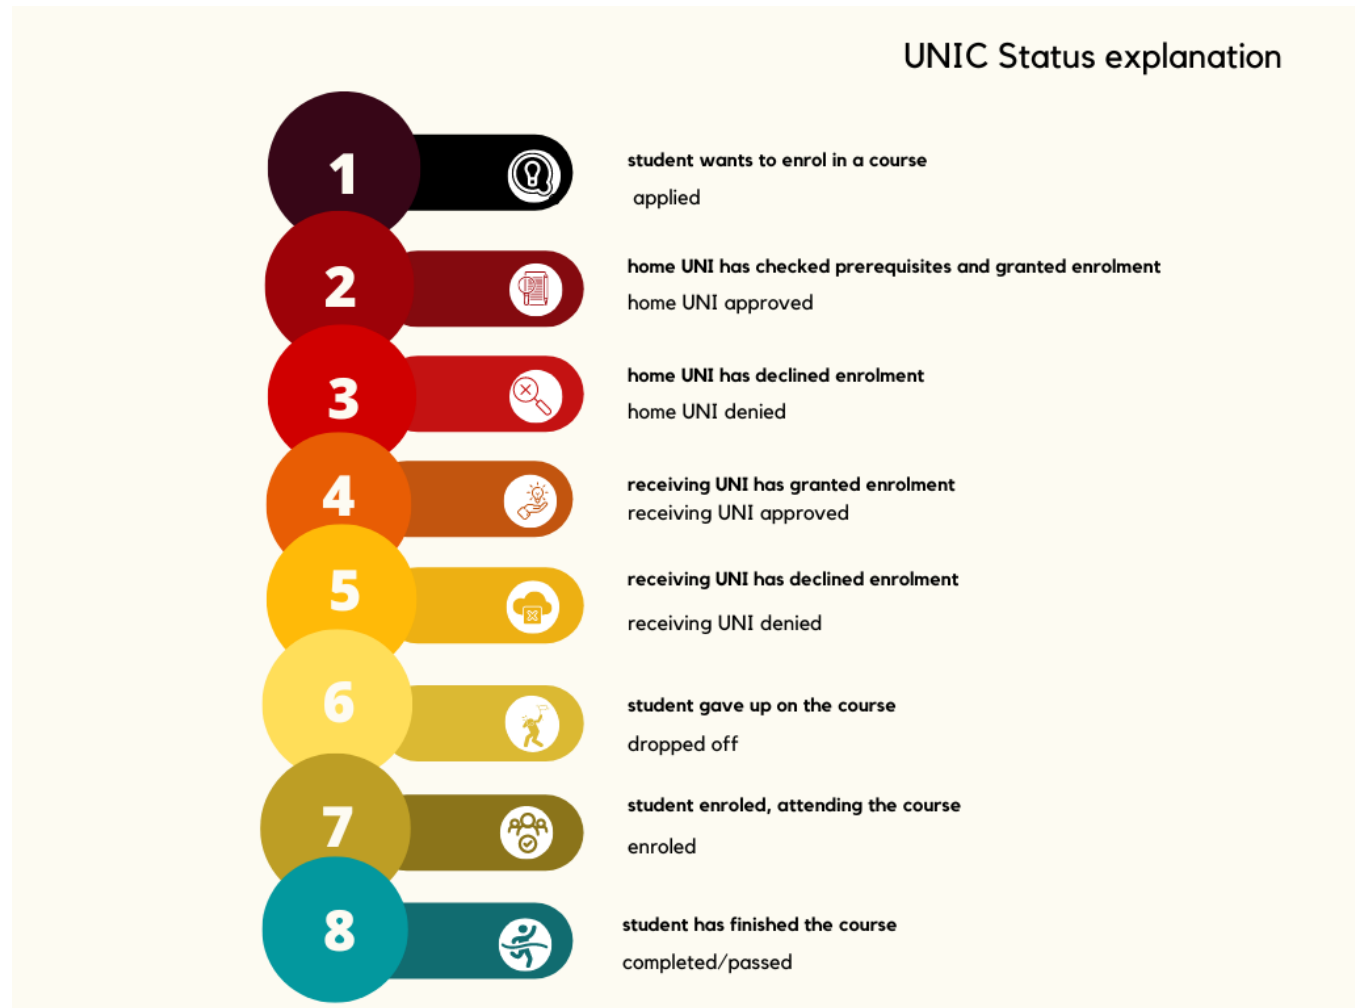 UNIC Status explanation
1
student wants to enrol in a course
applied
2
home UNI has checked prerequisites and granted enrolment
home UNI approved
3
home UNI has declined enrolment
home UNI denied
4
receiving UNI has granted enrolment
receiving UNI approved
5
receiving UNI has declined enrolment
receiving UNI denied
6
student gave up on the course
dropped off
7
student enroled, attending the course
enroled
8
student has finished the course
completed/passed